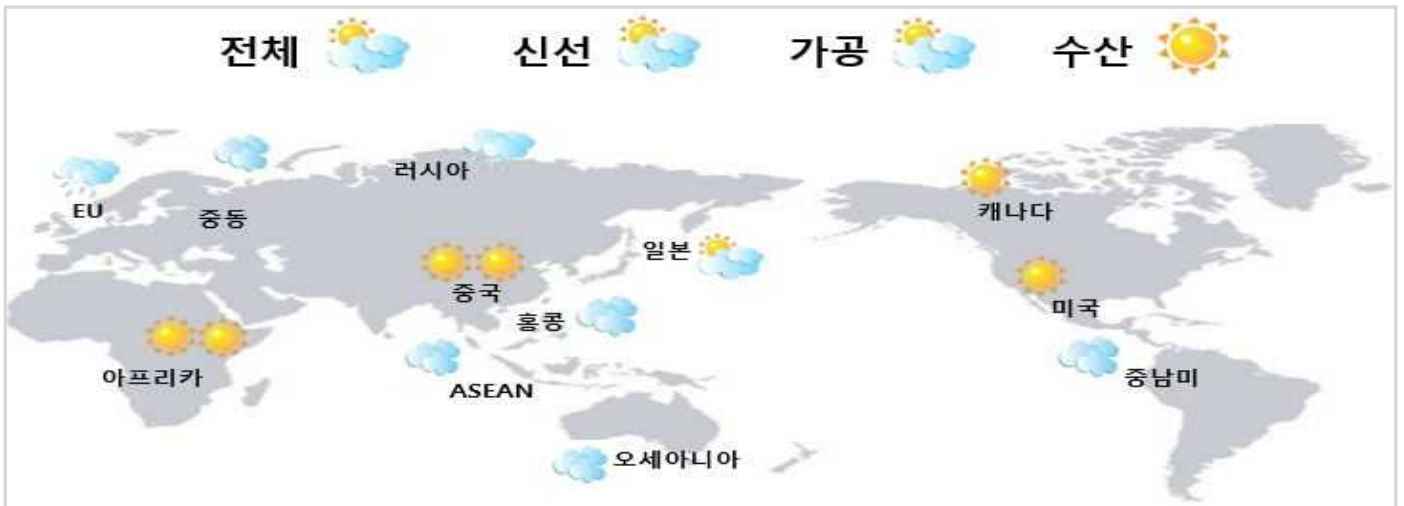 전체 신선 가공 수산
러시아
EU
중동
캐나다
일본
중국
미국
홍콩
아프리카
ASEAN
중남미
오세아니아